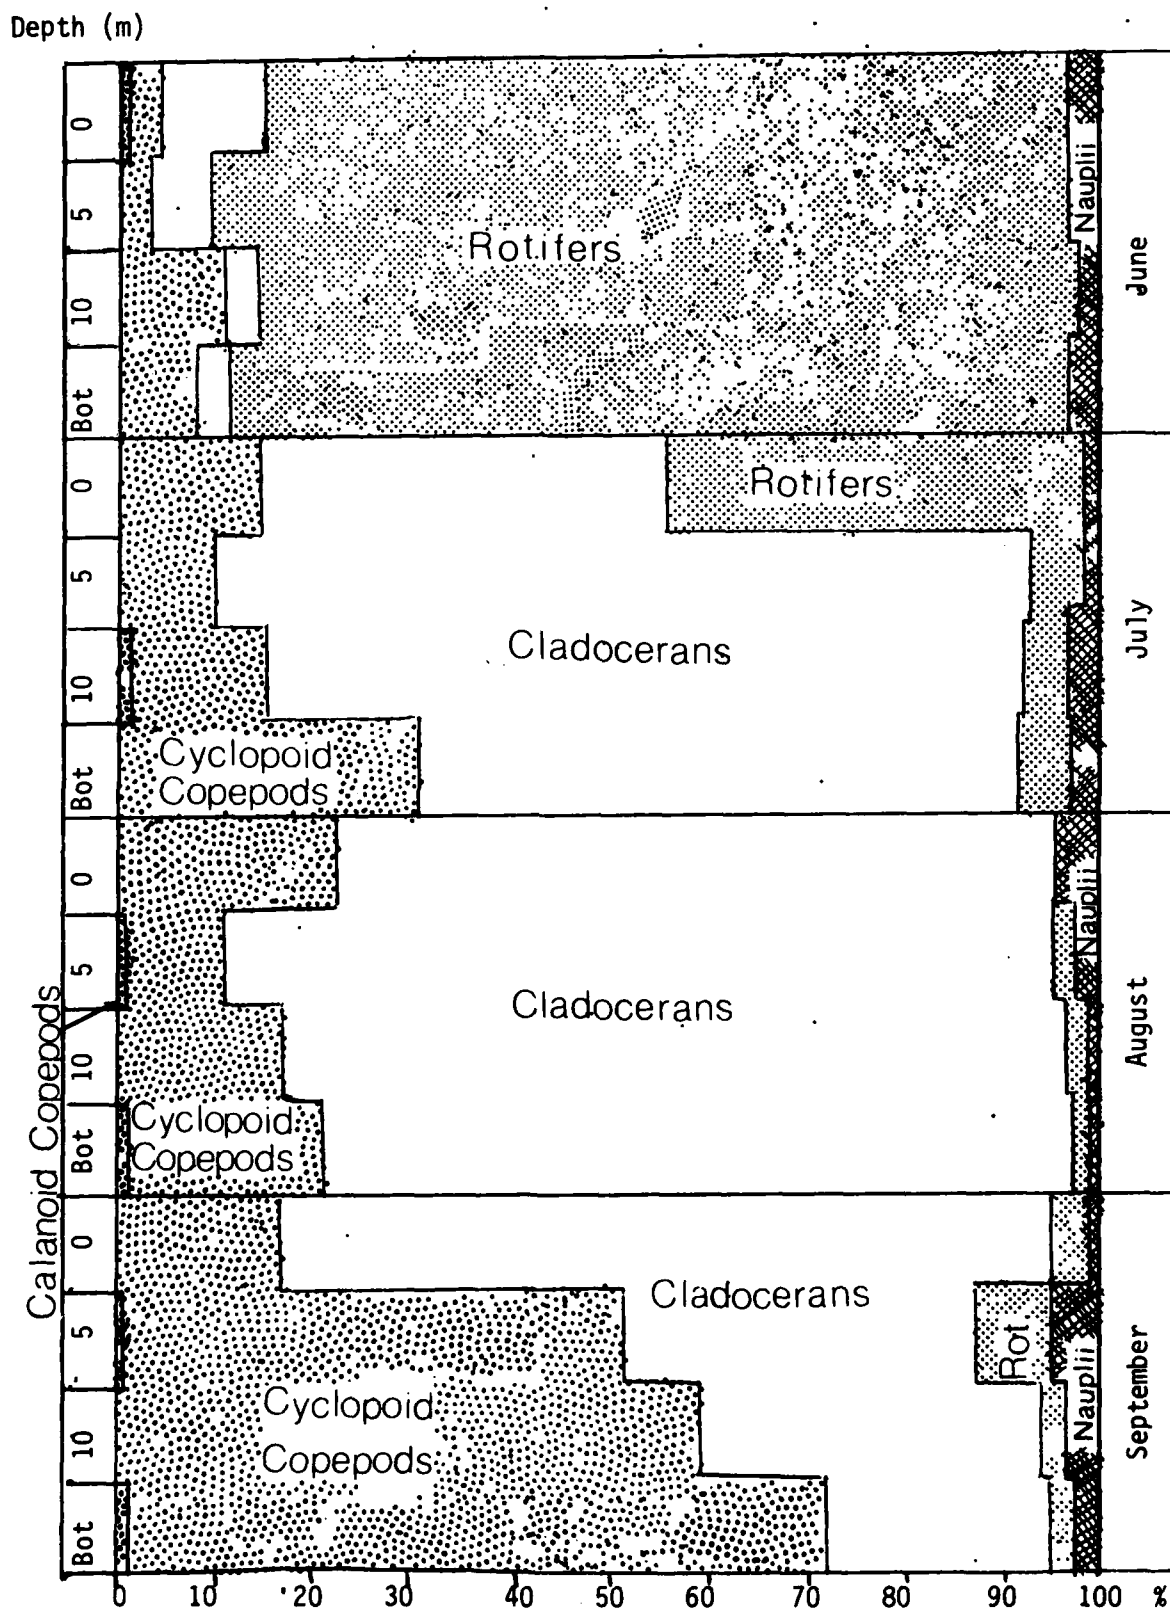 Depth (m)
0
5
10
Bot
Rotifers
Nauplii
June
0
5
10
Bot
Rotifers
Cladocerans
Cyclopoid
Copepods
July
0
5
10
Bot
Calanoid Copepods
Cladocerans
Cyclopoid
Copepods
Nauplii
August
0
5
10
Bot
Cladocerans
Cyclopoid
Copepods
Rot
Nauplii
September
0 10 20 30 40 50 60 70 80 90 100 %